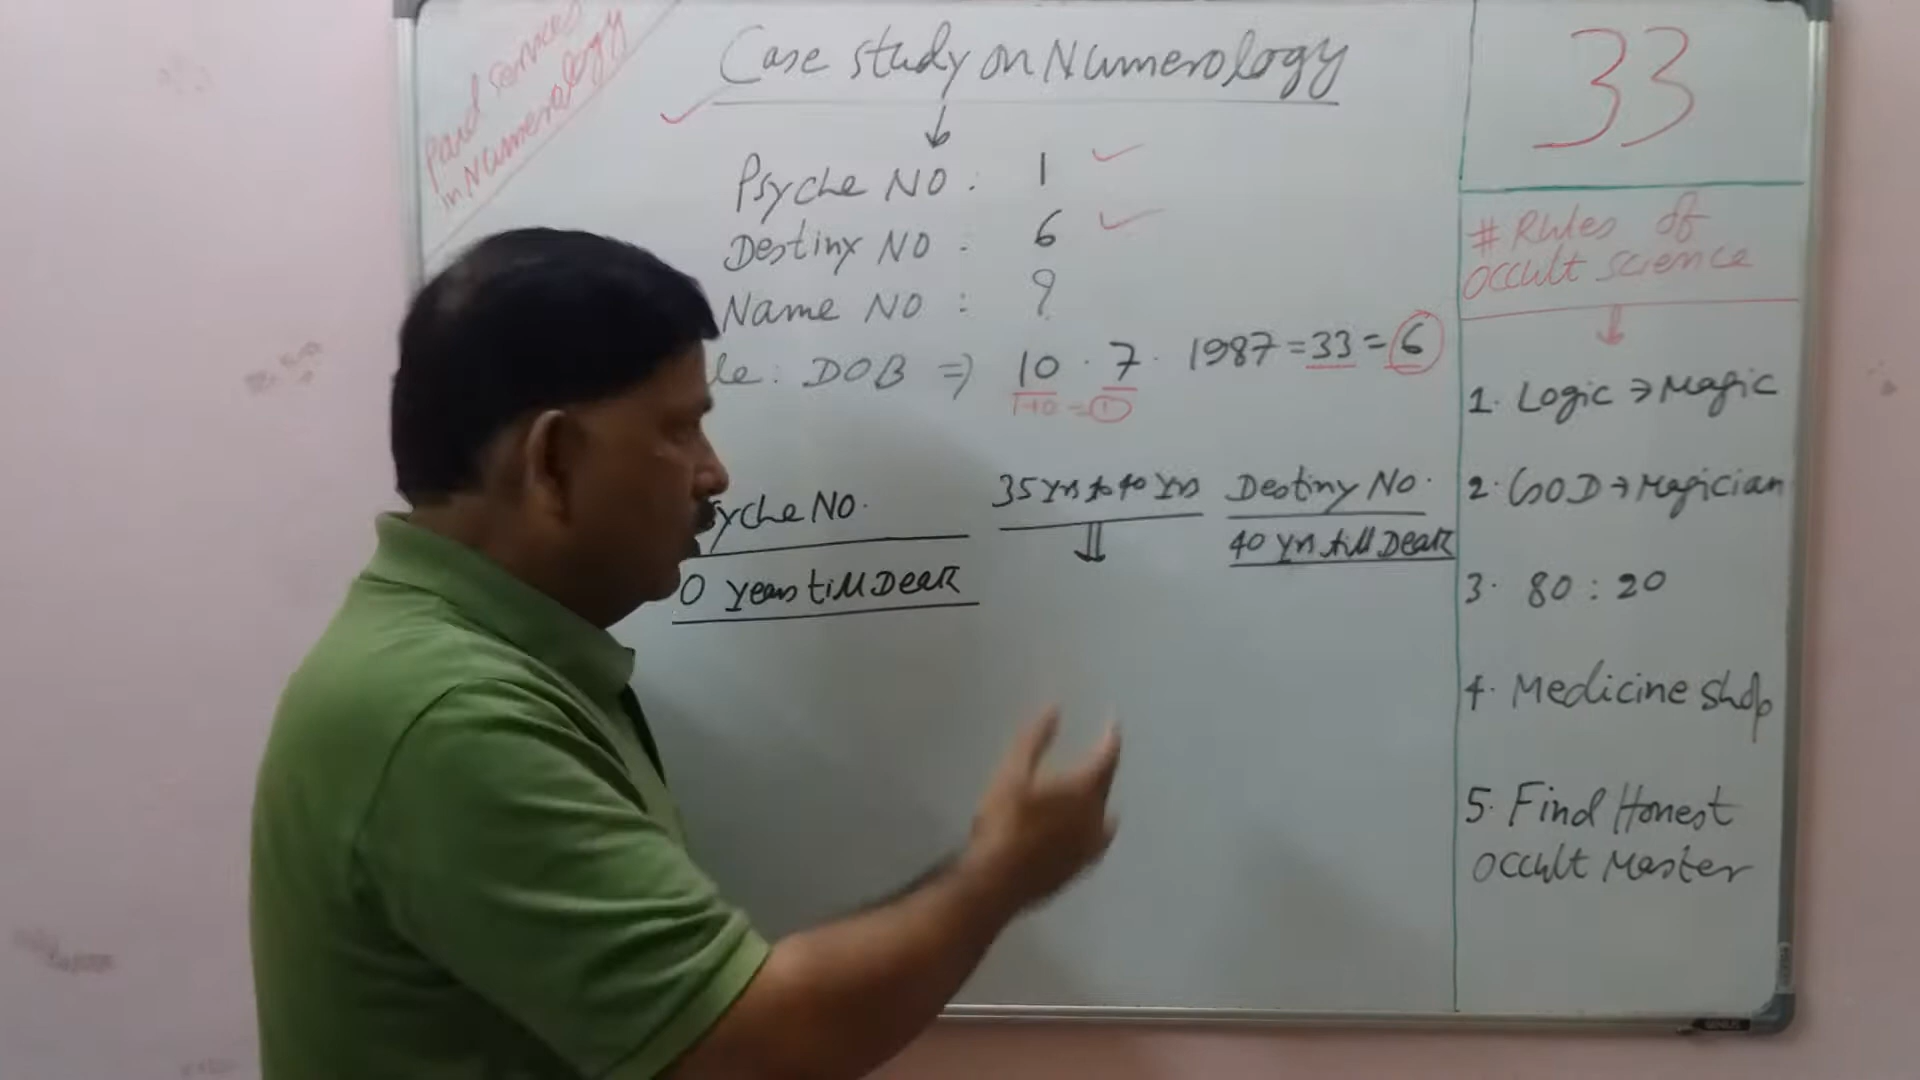 Paid services
in Numerology
Case study on Numerology
Psyche NO : 1
Destiny NO : 6
Name NO : ?
le : DOB ⇒ 10 . 7 . 1987 = 33 = 6
1+0 = 1
syche NO.
0 years till Death
35 yrs to 40 yrs
Destiny No.
40 yrs till Death
33
# Rules of
occult science
1. Logic → Magic
2. GOD → Magician
3. 80 : 20
4. Medicine Shop
5. Find Honest
occult Master